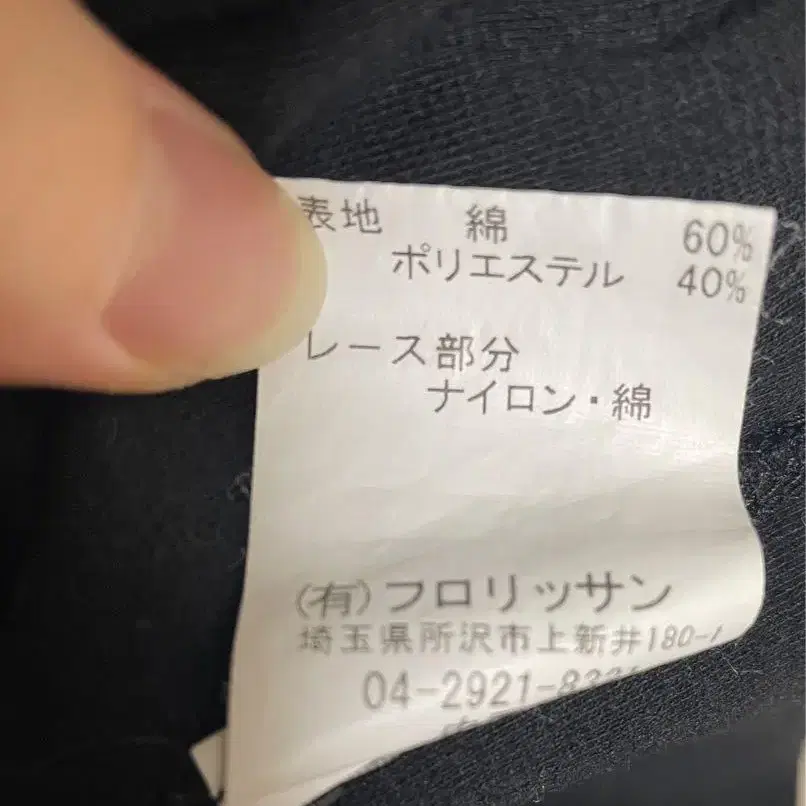 表地 綿 60%
ポリエステル 40%
レース部分
ナイロン・綿
(有)フロリッサン
埼玉県所沢市上新井180-1
04-2921-